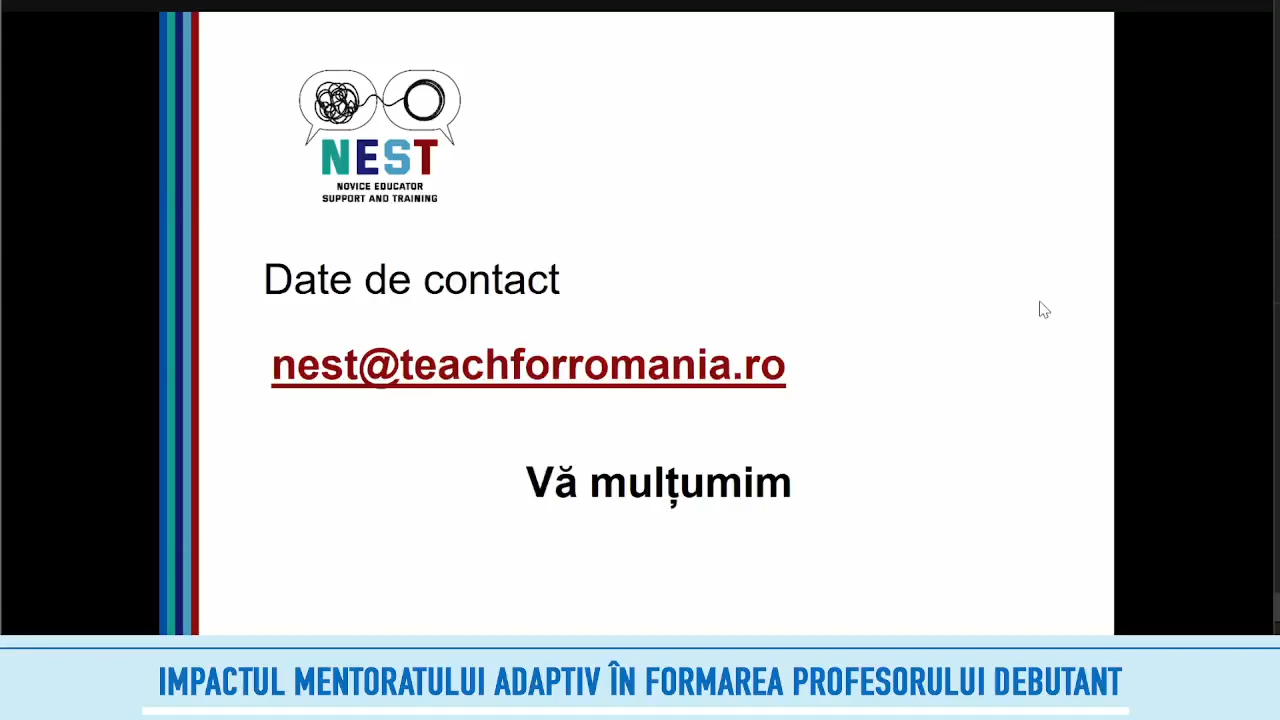 NEST
NOVICE EDUCATOR
SUPPORT AND TRAINING
Date de contact
nest@teachforromania.ro
Vă mulțumim
IMPACTUL MENTORATULUI ADAPTIV ÎN FORMAREA PROFESORULUI DEBUTANT